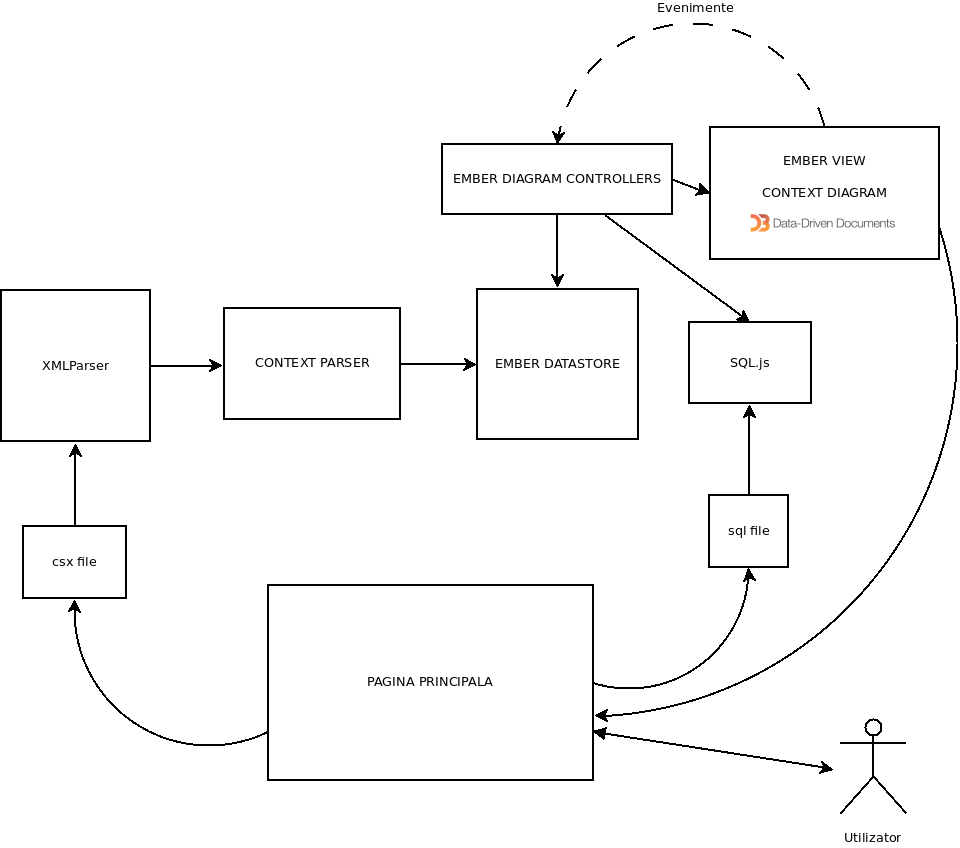 Evenimente
EMBER VIEW
EMBER DIAGRAM CONTROLLERS
CONTEXT DIAGRAM
D3 Data-Driven Documents
XMLParser
CONTEXT PARSER
EMBER DATASTORE
SQL.js
csx file
sql file
PAGINA PRINCIPALA
Utilizator